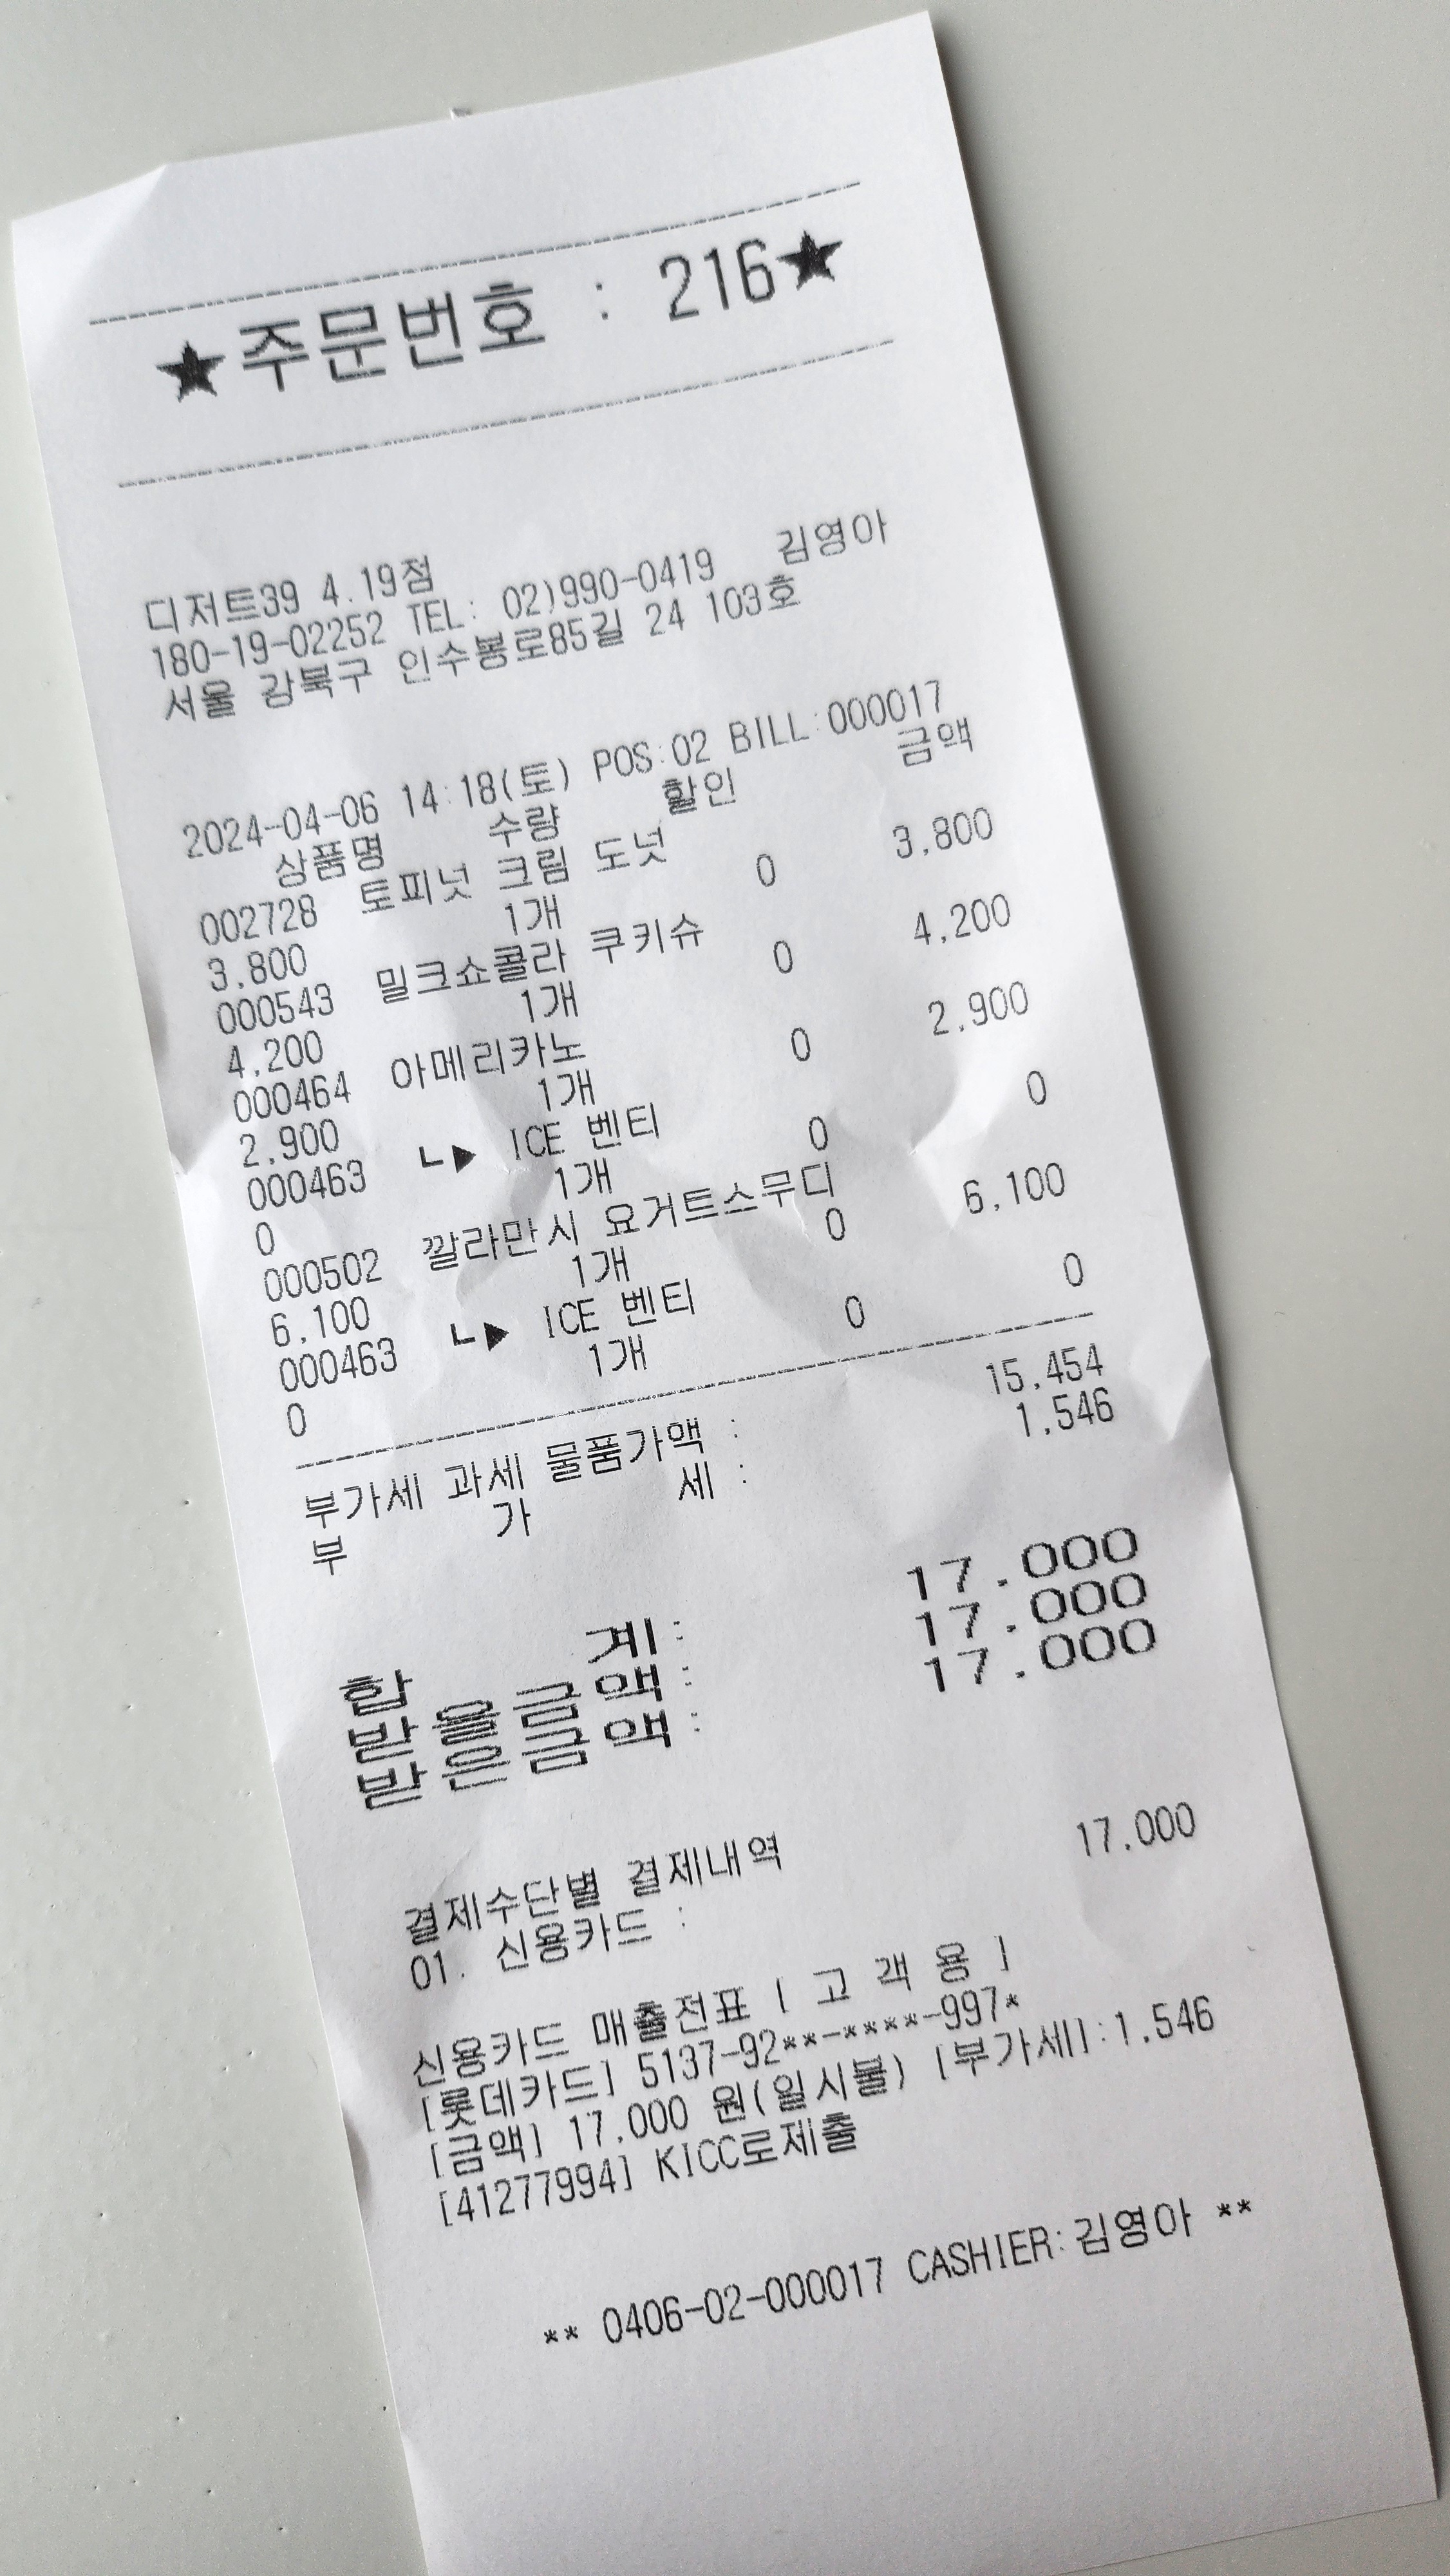 ★주문번호 : 216★
디저트39 4.19점
180-19-02252 TEL: 02)990-0419 김영아
서울 강북구 인수봉로85길 24 103호
2024-04-06 14:18(토) POS:02 BILL:000017
상품명 수량 할인 금액
002728 토피넛 크림 도넛
3,800 1개 0 3,800
000543 밀크쇼콜라 쿠키슈
4,200 1개 0 4,200
000464 아메리카노
2,900 1개 0 2,900
000463 ┗▶ ICE 벤티
0 1개 0 0
000502 깔라만시 요거트스무디
6,100 1개 0 6,100
000463 ┗▶ ICE 벤티
0 1개 0 0
부가세 과세 물품가액 : 15,454
부 가 세 : 1,546
합 계: 17,000
받을금액: 17,000
받은금액: 17,000
결제수단별 결제내역
01. 신용카드 : 17,000
신용카드 매출전표 [ 고 객 용 ]
[롯데카드] 5137-92**-****-997*
[금액] 17,000 원(일시불) [부가세]:1,546
[41277994] KICC로제출
** 0406-02-000017 CASHIER:김영아 **